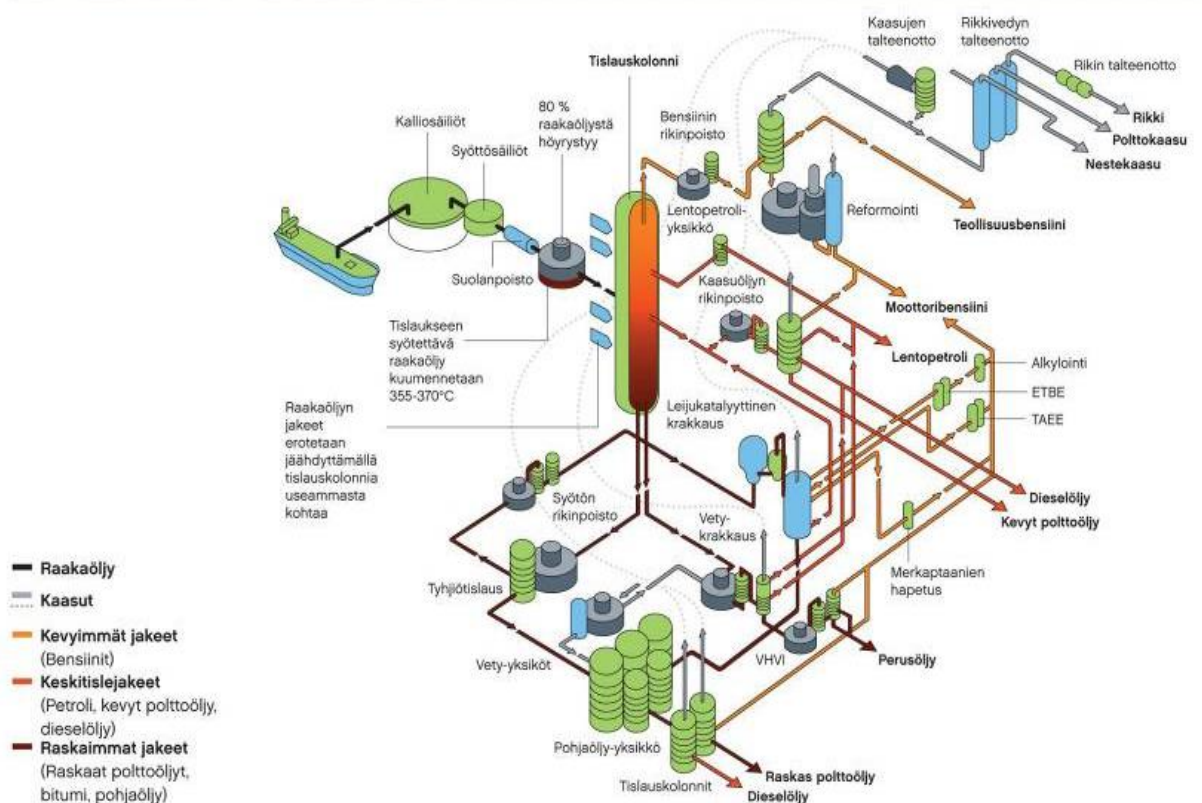 Kaasujen
talteenotto
Rikkivedyn
talteenotto
Rikin talteenotto
Tislauskolonni
80 %
raakaöljystä
höyrystyy
Bensiinin
rikinpoisto
Kalliosäiliöt
Syöttösäiliöt
Rikki
Polttokaasu
Nestekaasu
Lentopetroli-
yksikkö
Reformointi
Teollisuusbensiini
Suolanpoisto
Kaasuöljyn
rikinpoisto
Moottoribensiini
Tislaukseen
syötettävä
raakaöljy
kuumennetaan
355-370°C
Lentopetroli
Alkylointi
ETBE
TAEE
Raakaöljyn
jakeet
erotetaan
jäähdyttämällä
tislauskolonnia
useammasta
kohtaa
Leijukatalyyttinen
krakkaus
Syötön
rikinpoisto
Vety-
krakkaus
Dieselöljy
Kevyt polttoöljy
Merkaptaanien
hapetus
Tyhjiötislaus
Vety-yksiköt
VHVI
Perusöljy
Pohjaöljy-yksikkö
Tislauskolonnit
Raskas polttoöljy
Dieselöljy
Raakaöljy
Kaasut
Kevyimmät jakeet
(Bensiinit)
Keskitislejakeet
(Petroli, kevyt polttoöljy,
dieselöljy)
Raskaimmat jakeet
(Raskaat polttoöljyt,
bitumi, pohjaöljy)